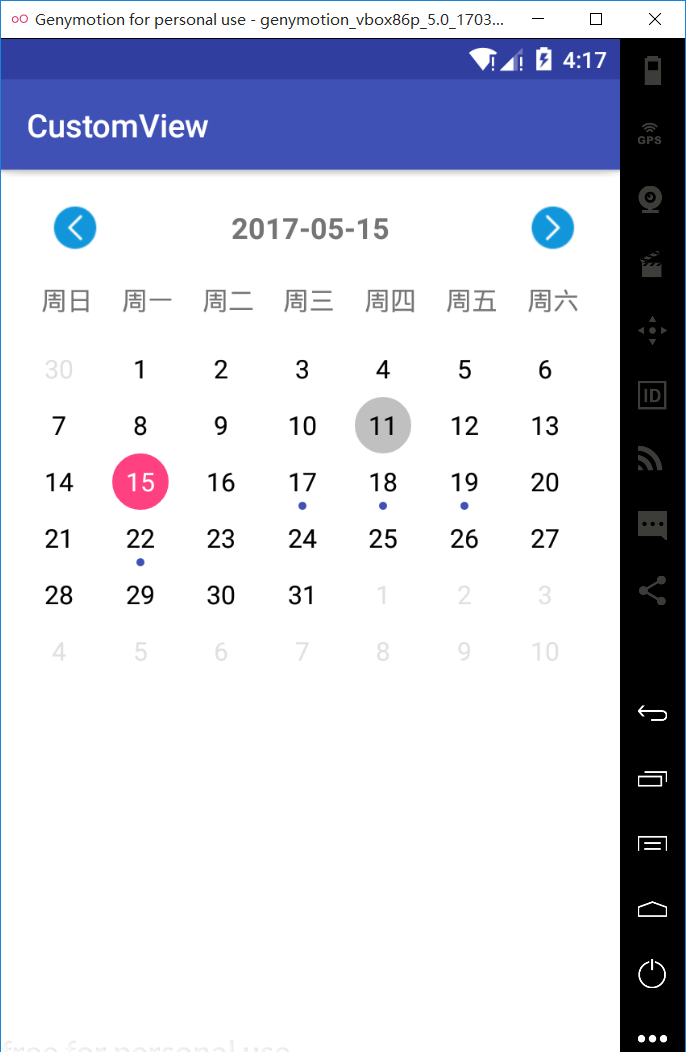 Genymotion for personal use - genymotion_vbox86p_5.0_1703...
4:17
CustomView
GPS
2017-05-15
周日 周一 周二 周三 周四 周五 周六
30 1 2 3 4 5 6
7 8 9 10 11 12 13
14 15 16 17 18 19 20
ID
21 22 23 24 25 26 27
28 29 30 31 1 2 3
4 5 6 7 8 9 10
free for personal use